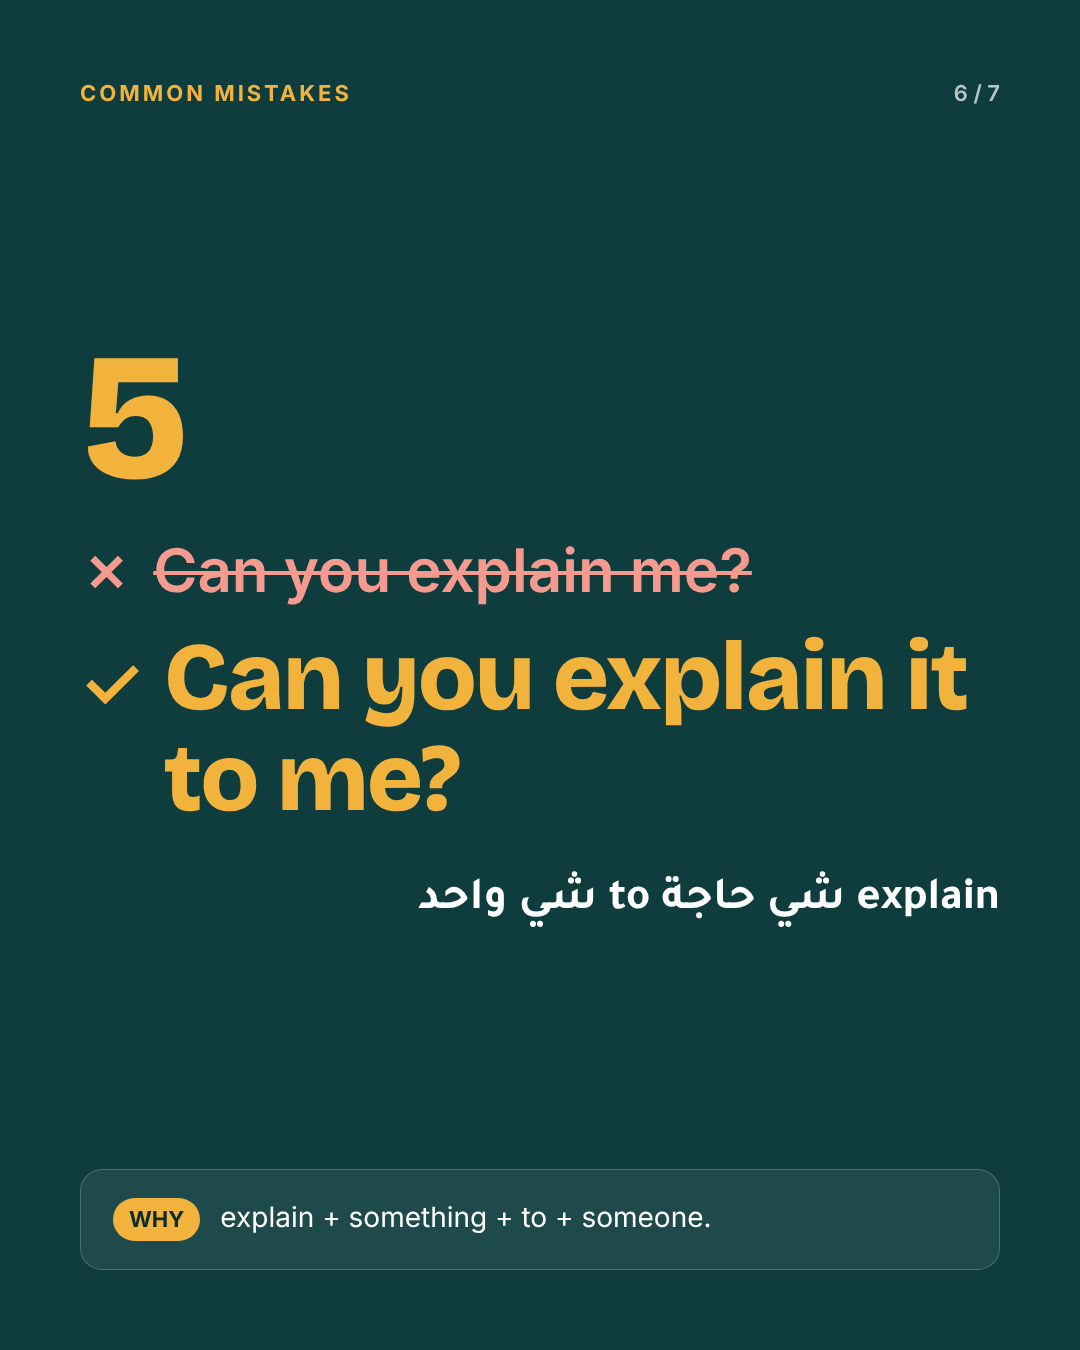 COMMON MISTAKES
6 / 7
5
✕ Can you explain me?
✓ Can you explain it
to me?
explain شي حاجة to شي واحد
WHY explain + something + to + someone.